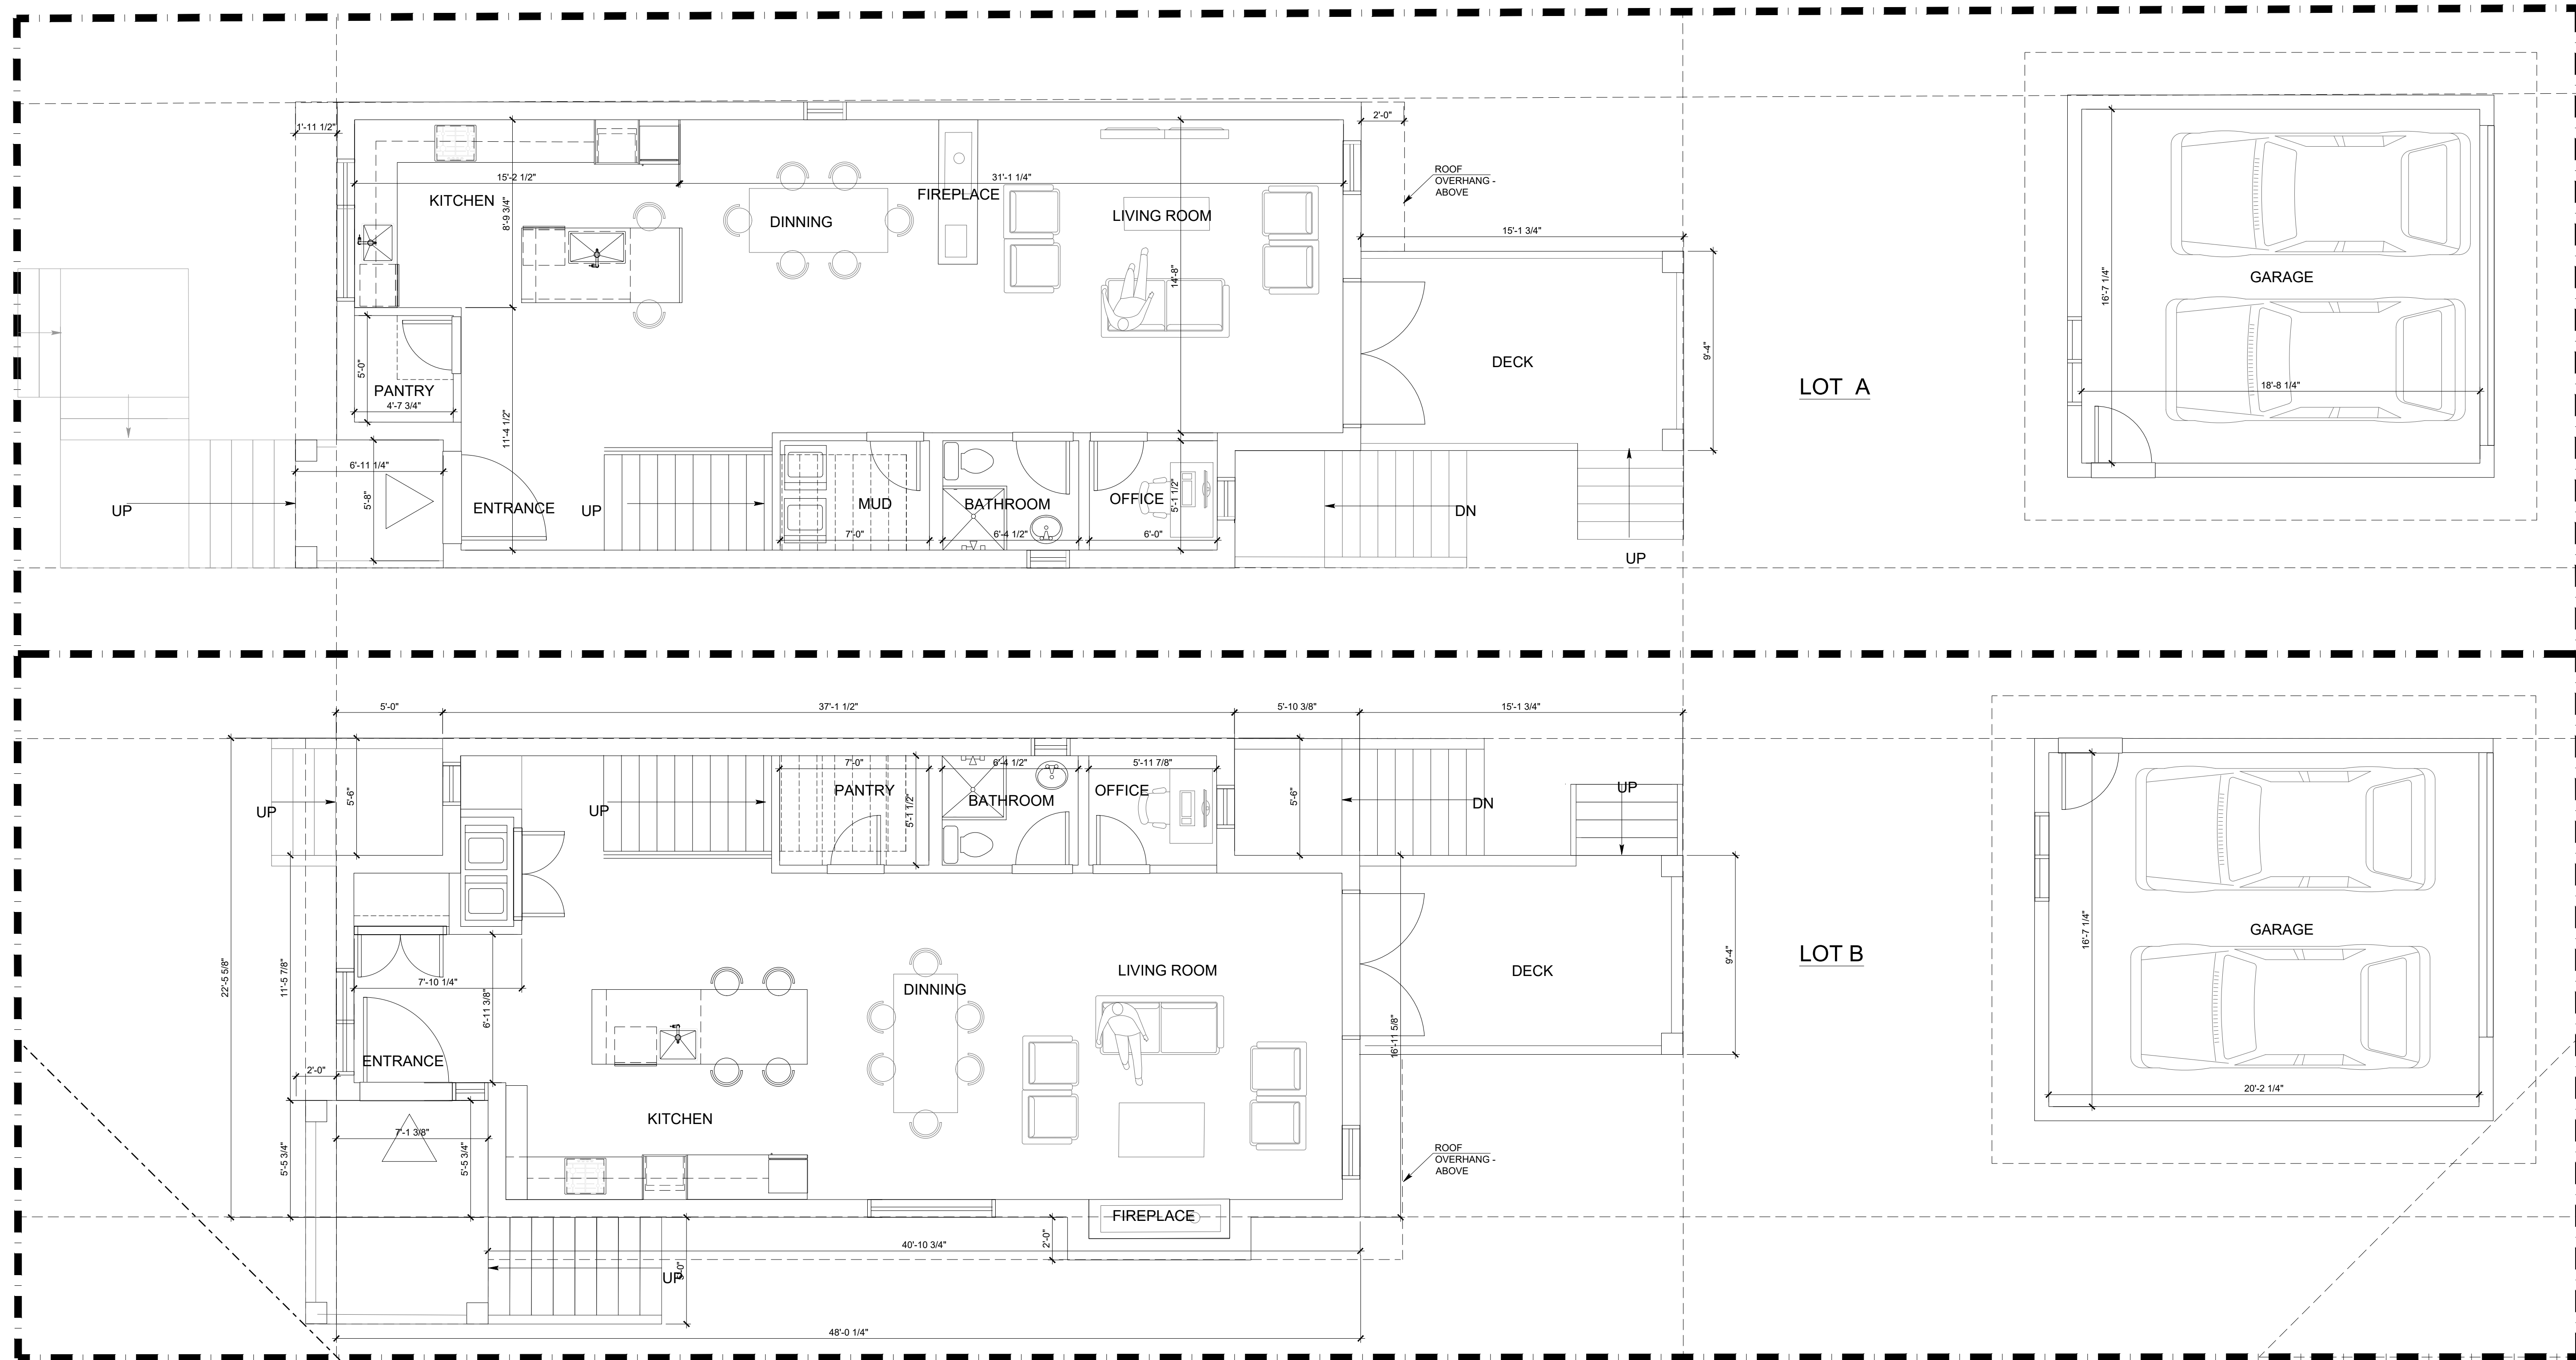 1'-11 1/2"
2'-0"
ROOF
OVERHANG -
ABOVE
15'-2 1/2"
31'-1 1/4"
KITCHEN
8'-9 3/4"
FIREPLACE
DINNING
LIVING ROOM
15'-1 3/4"
14'-8"
16'-7 1/4"
GARAGE
5'-0"
DECK
9'-4"
PANTRY
4'-7 3/4"
LOT A
18'-8 1/4"
11'-4 1/2"
6'-11 1/4"
5'-8"
UP
ENTRANCE
UP
MUD
BATHROOM
OFFICE
5'-1 1/2"
DN
7'-0"
6'-4 1/2"
6'-0"
UP
5'-0"
37'-1 1/2"
5'-10 3/8"
15'-1 3/4"
7'-0"
6'-4 1/2"
5'-11 7/8"
UP
5'-6"
UP
PANTRY
5'-1 1/2"
BATHROOM
OFFICE
5'-6"
DN
UP
22'-5 5/8"
11'-5 7/8"
7'-10 1/4"
6'-11 3/8"
DINNING
LIVING ROOM
DECK
9'-4"
LOT B
16'-7 1/4"
GARAGE
16'-11 5/8"
ENTRANCE
2'-0"
20'-2 1/4"
KITCHEN
7'-1 3/8"
5'-5 3/4"
5'-5 3/4"
ROOF
OVERHANG -
ABOVE
FIREPLACE
2'-0"
40'-10 3/4"
UP
48'-0 1/4"